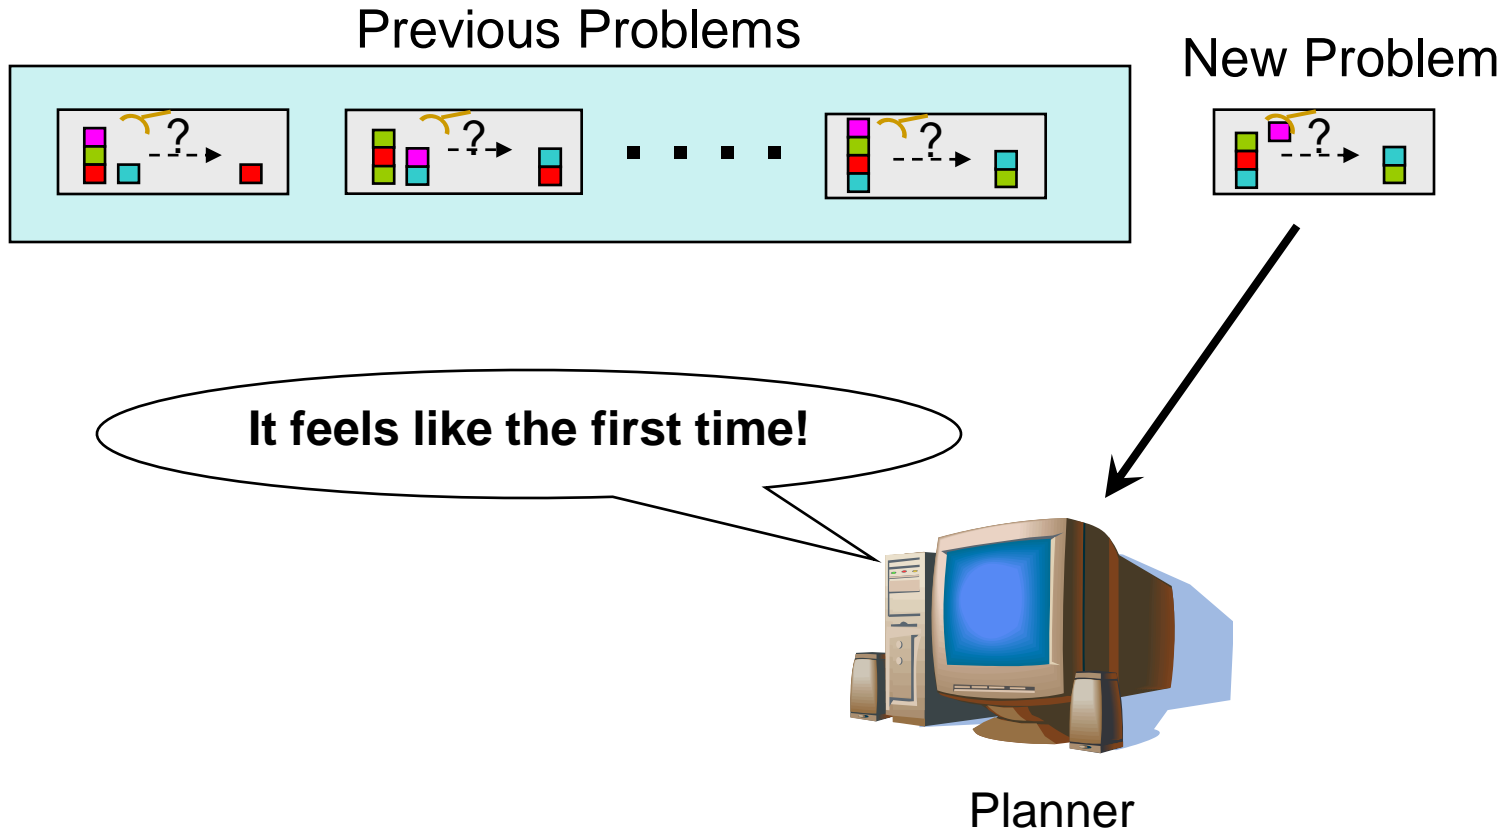 Previous Problems
New Problem
?
?
?
?
It feels like the first time!
Planner